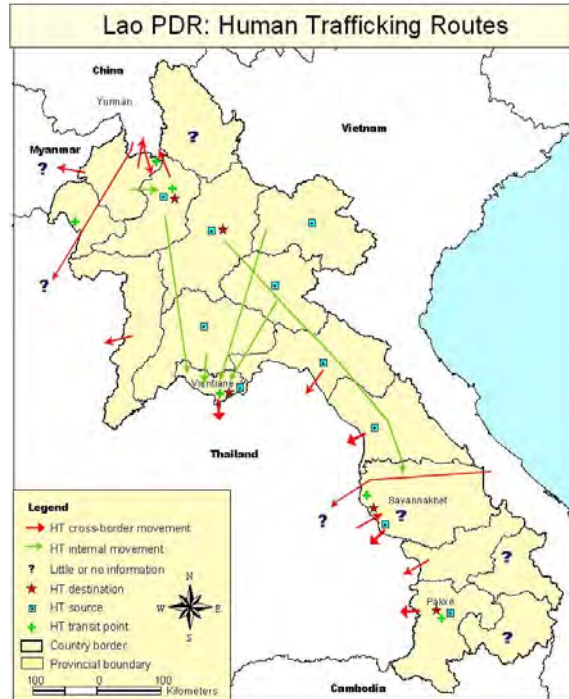 Lao PDR: Human Trafficking Routes
China
Yunnan
Vietnam
Myanmar
?
?
?
Vientiane
Thailand
Savannakhet
?
?
?
Pakxe
?
Cambodia
Legend
HT cross-border movement
HT internal movement
? Little or no information
HT destination
HT source
HT transit point
Country border
Provincial boundary
100 0 100
Kilometers
N
W E
S